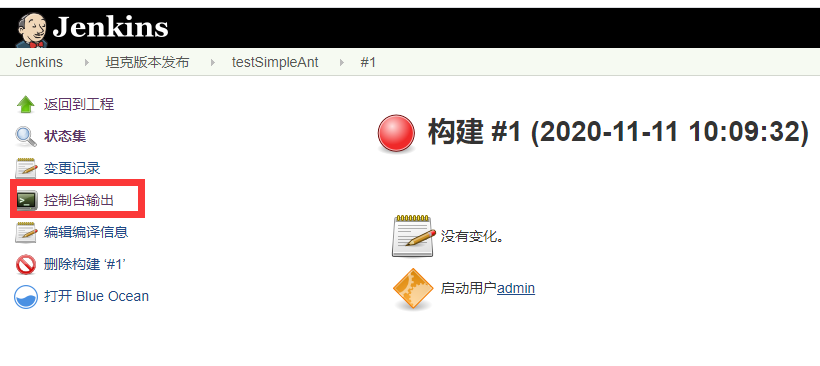 Jenkins
Jenkins 坦克版本发布 testSimpleAnt #1
返回到工程
状态集
变更记录
控制台输出
编辑编译信息
删除构建 ‘#1’
打开 Blue Ocean
构建 #1 (2020-11-11 10:09:32)
没有变化。
启动用户admin